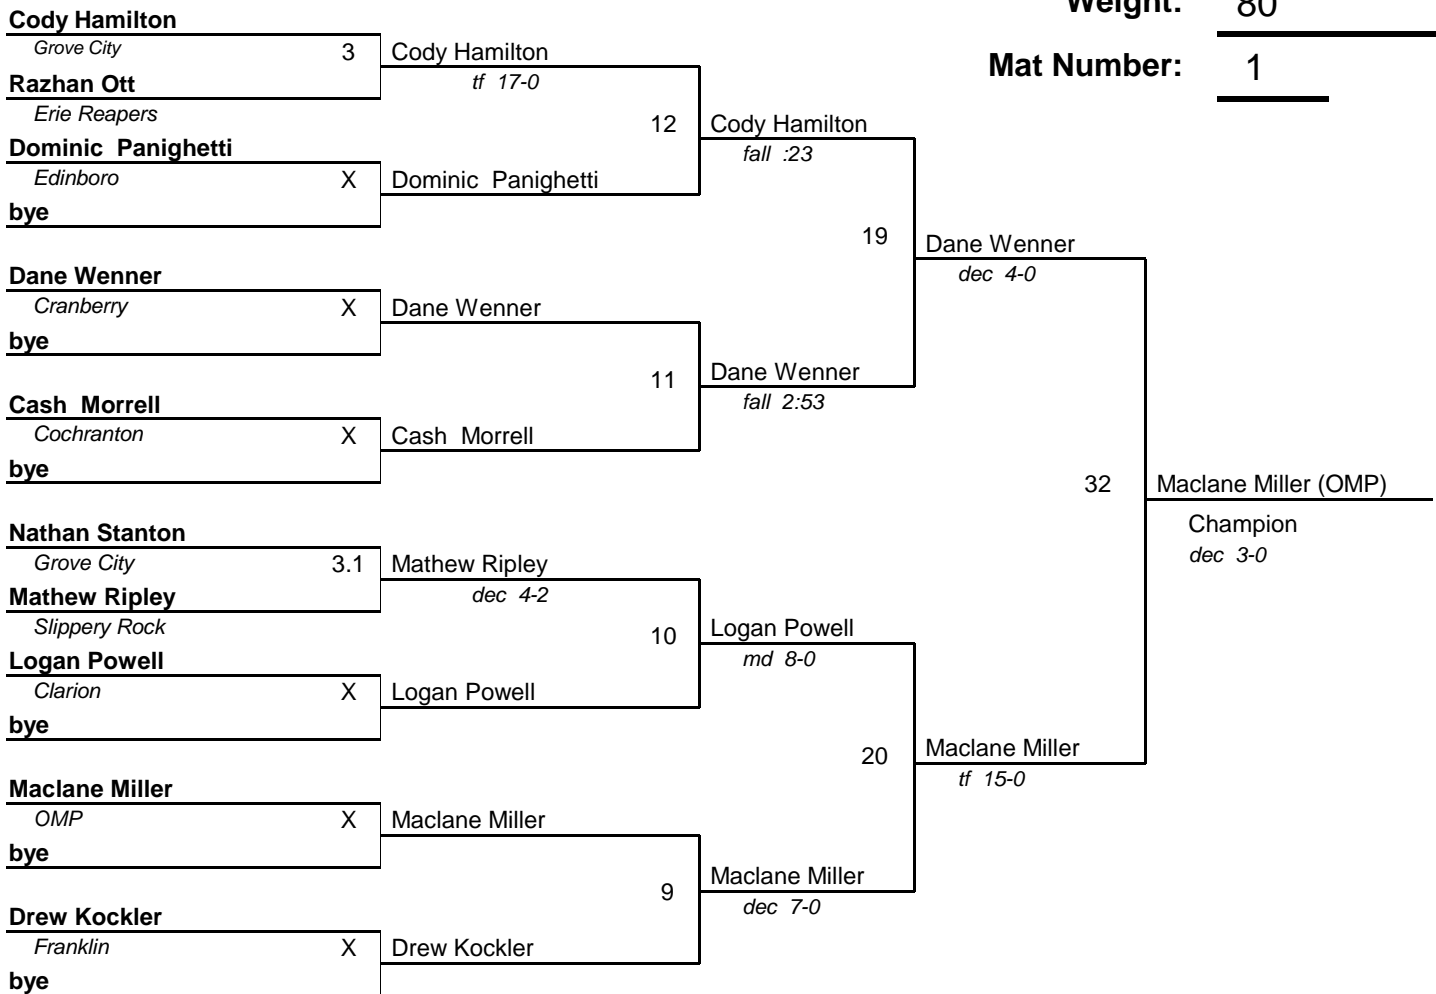 Weight: 80
Mat Number: 1
Cody Hamilton
Grove City 3
Razhan Ott
Erie Reapers
Dominic Panighetti
Edinboro X
bye
Dane Wenner
Cranberry X
bye
Cash Morrell
Cochranton X
bye
Nathan Stanton
Grove City 3.1
Mathew Ripley
Slippery Rock
Logan Powell
Clarion X
bye
Maclane Miller
OMP X
bye
Drew Kockler
Franklin X
bye
Cody Hamilton
tf 17-0
12
Dominic Panighetti
Dane Wenner
11
Cash Morrell
Mathew Ripley
dec 4-2
10
Logan Powell
Maclane Miller
9
Drew Kockler
Cody Hamilton
fall :23
19
Dane Wenner
fall 2:53
Logan Powell
md 8-0
20
Maclane Miller
dec 7-0
Dane Wenner
dec 4-0
32
Maclane Miller
tf 15-0
Maclane Miller (OMP)
Champion
dec 3-0